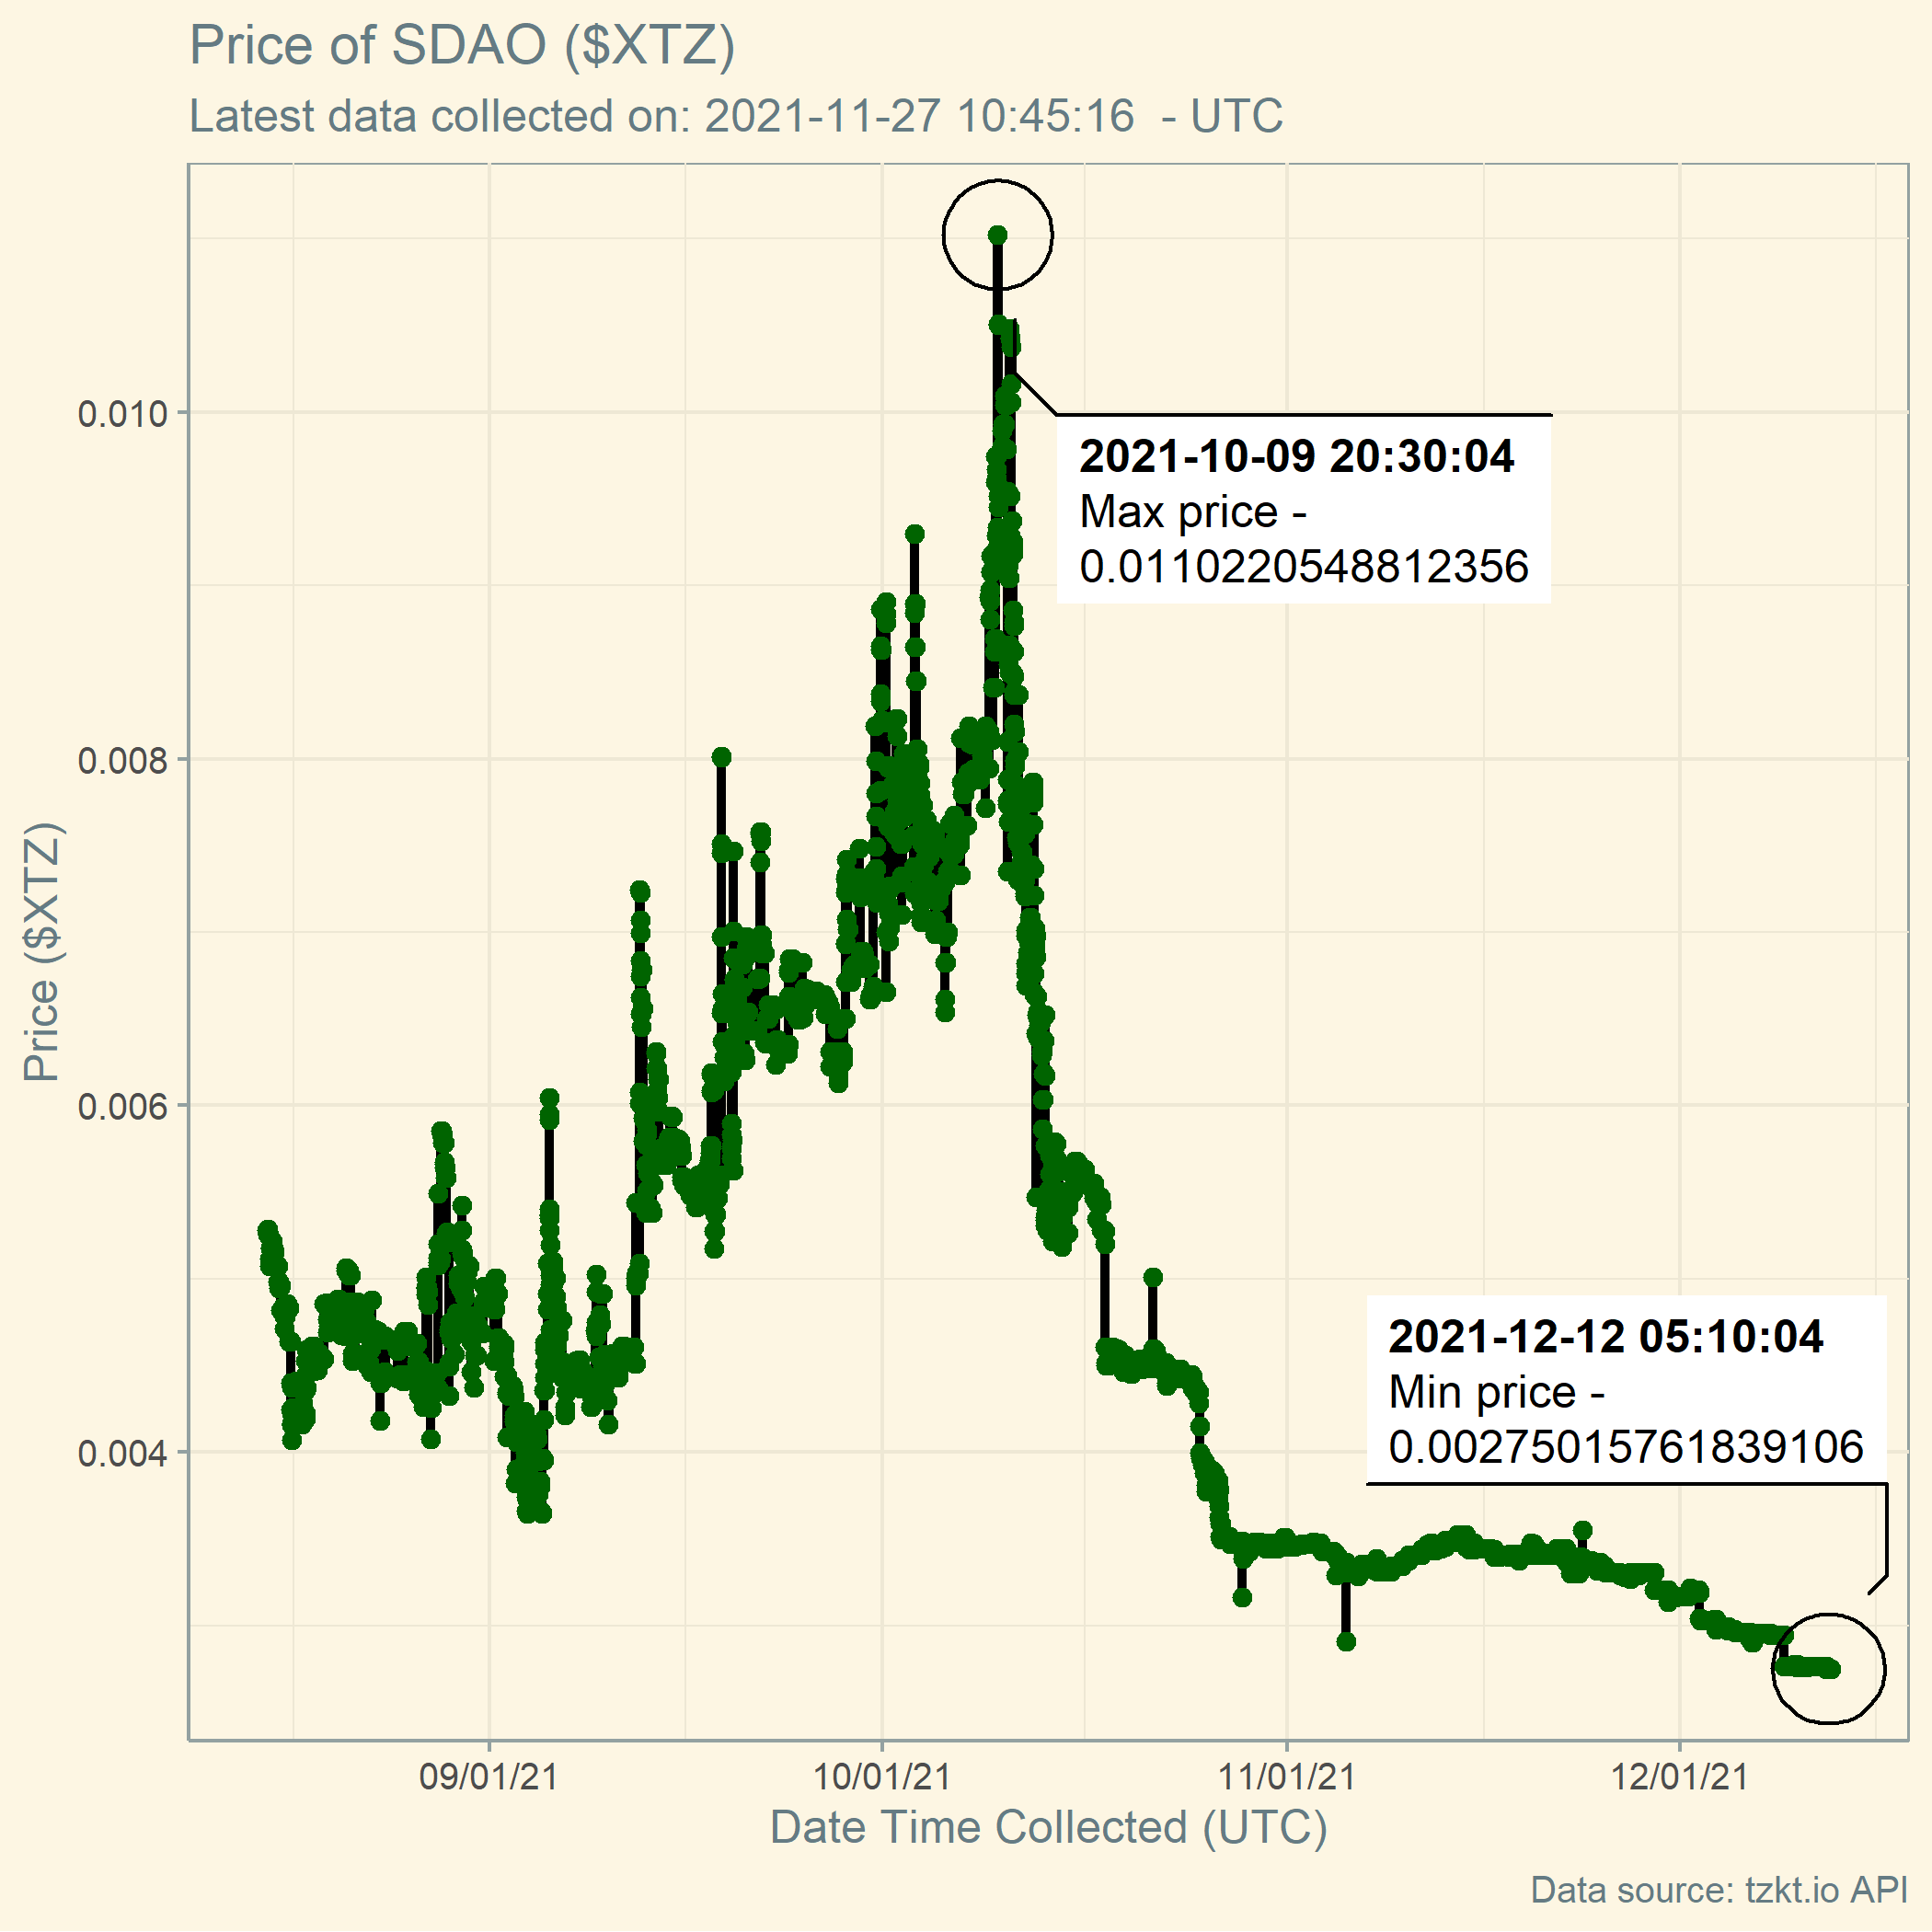 Price of SDAO ($XTZ)
Latest data collected on: 2021-11-27 10:45:16  - UTC
Price ($XTZ)
0.010
0.008
0.006
0.004
2021-10-09 20:30:04
Max price -
0.0110220548812356
2021-12-12 05:10:04
Min price -
0.00275015761839106
09/01/21
10/01/21
11/01/21
12/01/21
Date Time Collected (UTC)
Data source: tzkt.io API